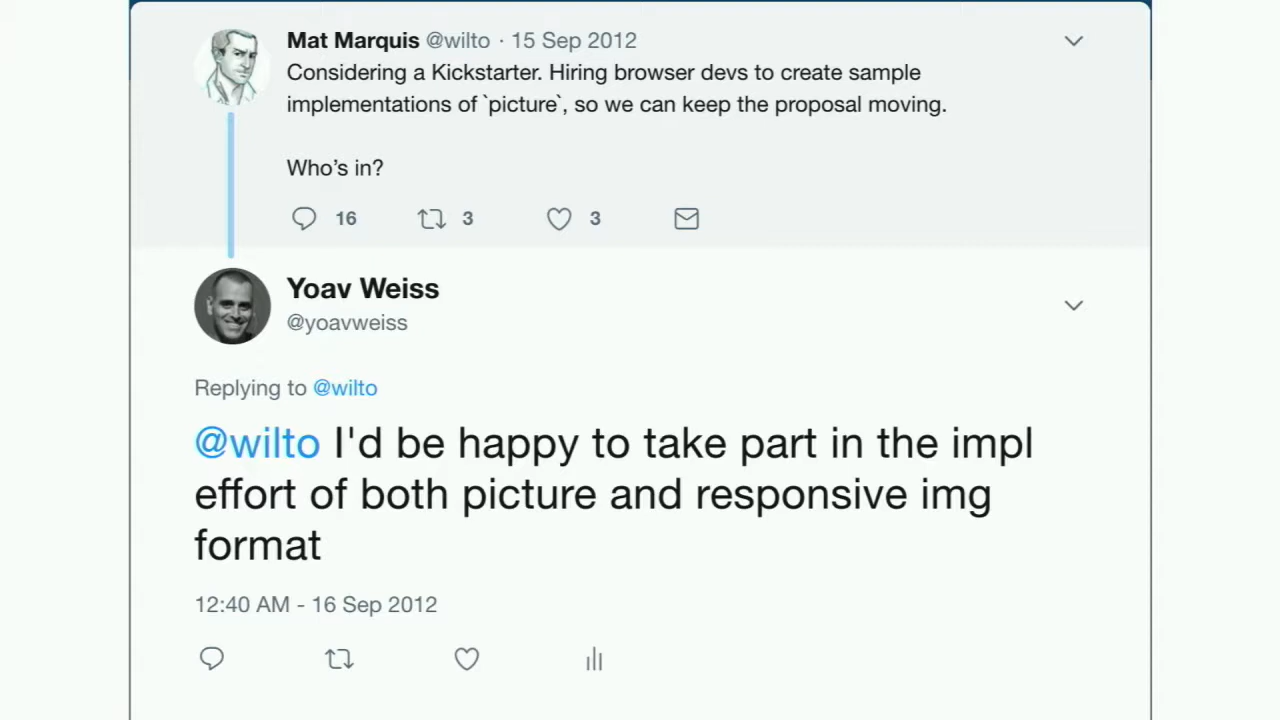 Mat Marquis @wilto · 15 Sep 2012
Considering a Kickstarter. Hiring browser devs to create sample
implementations of `picture`, so we can keep the proposal moving.
Who’s in?
16 3 3
Yoav Weiss
@yoavweiss
Replying to @wilto
@wilto I'd be happy to take part in the impl
effort of both picture and responsive img
format
12:40 AM - 16 Sep 2012